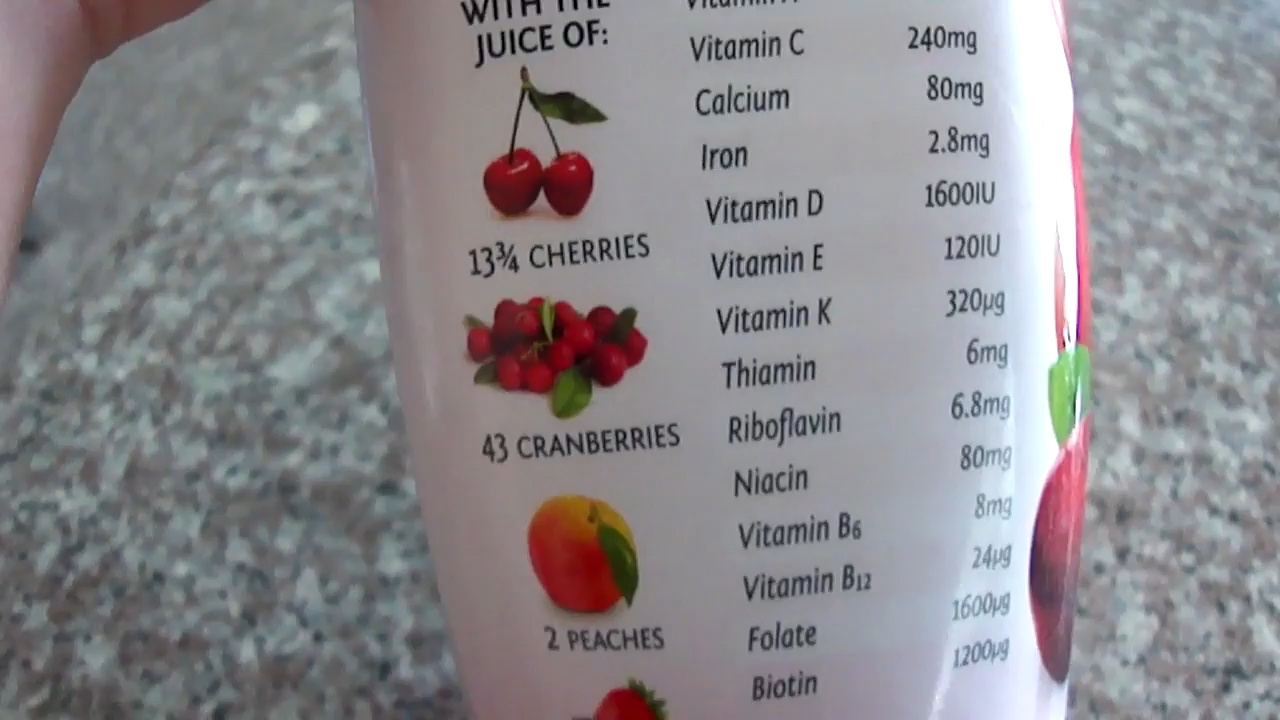 WITH THE
JUICE OF:
13¾ CHERRIES
43 CRANBERRIES
2 PEACHES
Vitamin
Vitamin C 240mg
Calcium 80mg
Iron 2.8mg
Vitamin D 1600IU
Vitamin E 120IU
Vitamin K 320µg
Thiamin 6mg
Riboflavin 6.8mg
Niacin 80mg
Vitamin B6 8mg
Vitamin B12 24µg
Folate 1600µg
Biotin 1200µg